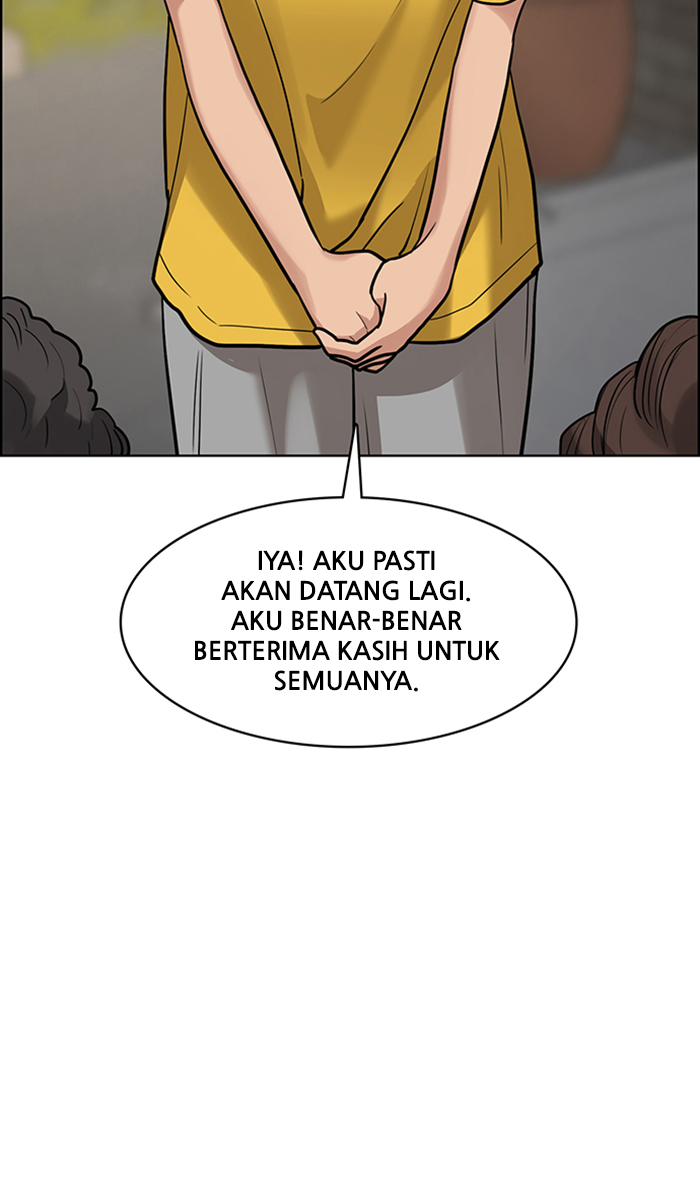 IYA! AKU PASTI
AKAN DATANG LAGI.
AKU BENAR-BENAR
BERTERIMA KASIH UNTUK
SEMUANYA.